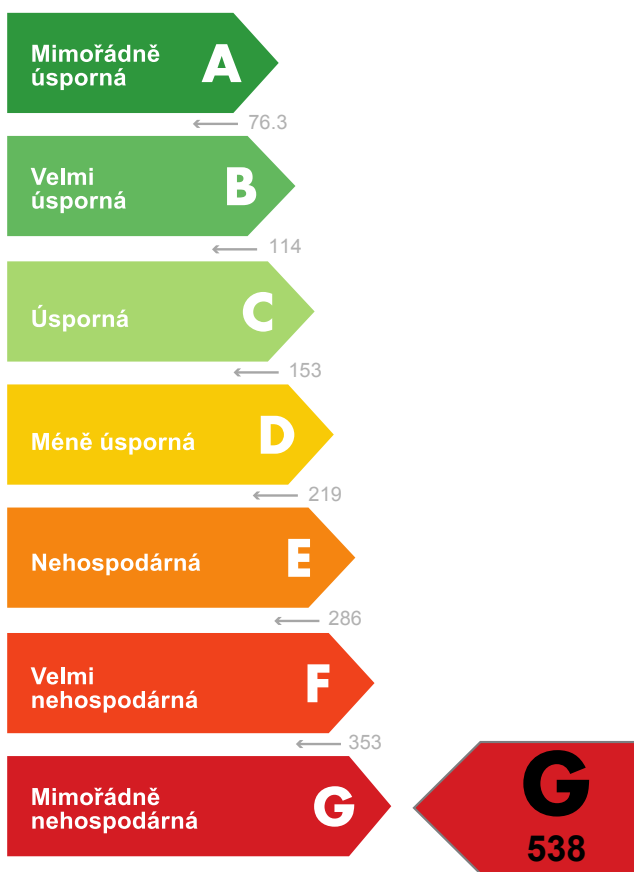 Mimořádně
úsporná
A
← 76.3
Velmi
úsporná
B
← 114
Úsporná
C
← 153
Méně úsporná
D
← 219
Nehospodárná
E
← 286
Velmi
nehospodárná
F
← 353
Mimořádně
nehospodárná
G
G
538